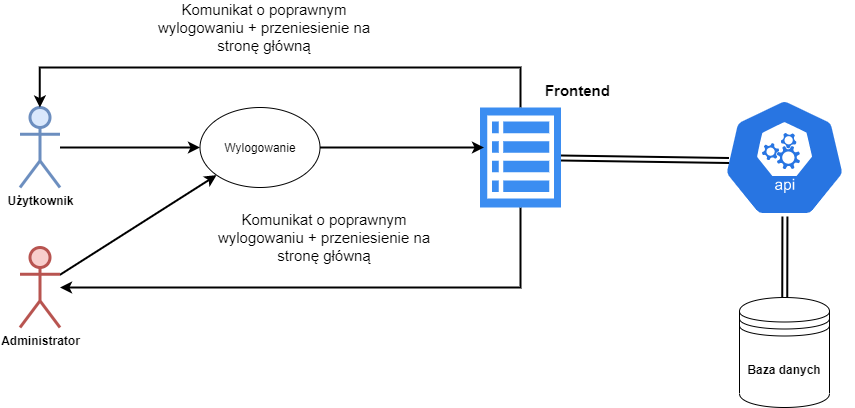 Komunikat o poprawnym
wylogowaniu + przeniesienie na
stronę główną
Frontend
Wylogowanie
api
Użytkownik
Komunikat o poprawnym
wylogowaniu + przeniesienie na
stronę główną
Administrator
Baza danych